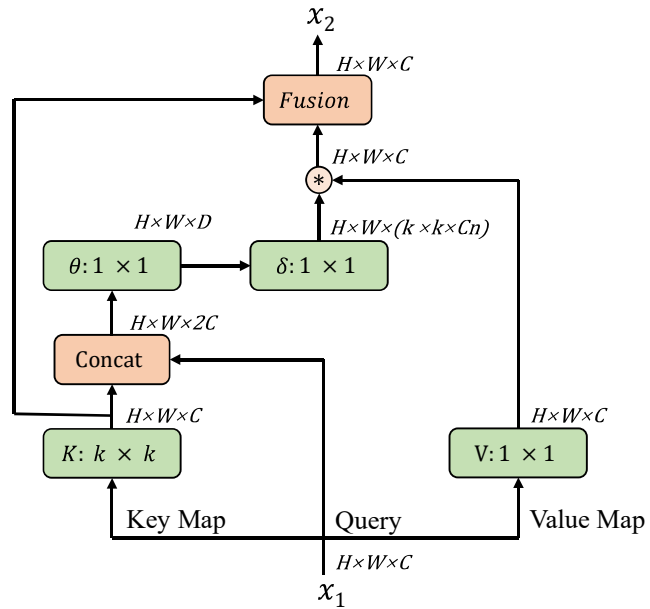 x₂
H×W×C
Fusion
H×W×C
*
H×W×D
H×W×(k×k×Cn)
θ: 1 × 1
δ: 1 × 1
H×W×2C
Concat
H×W×C
H×W×C
K: k × k
V: 1 × 1
Key Map
Query
Value Map
H×W×C
x₁